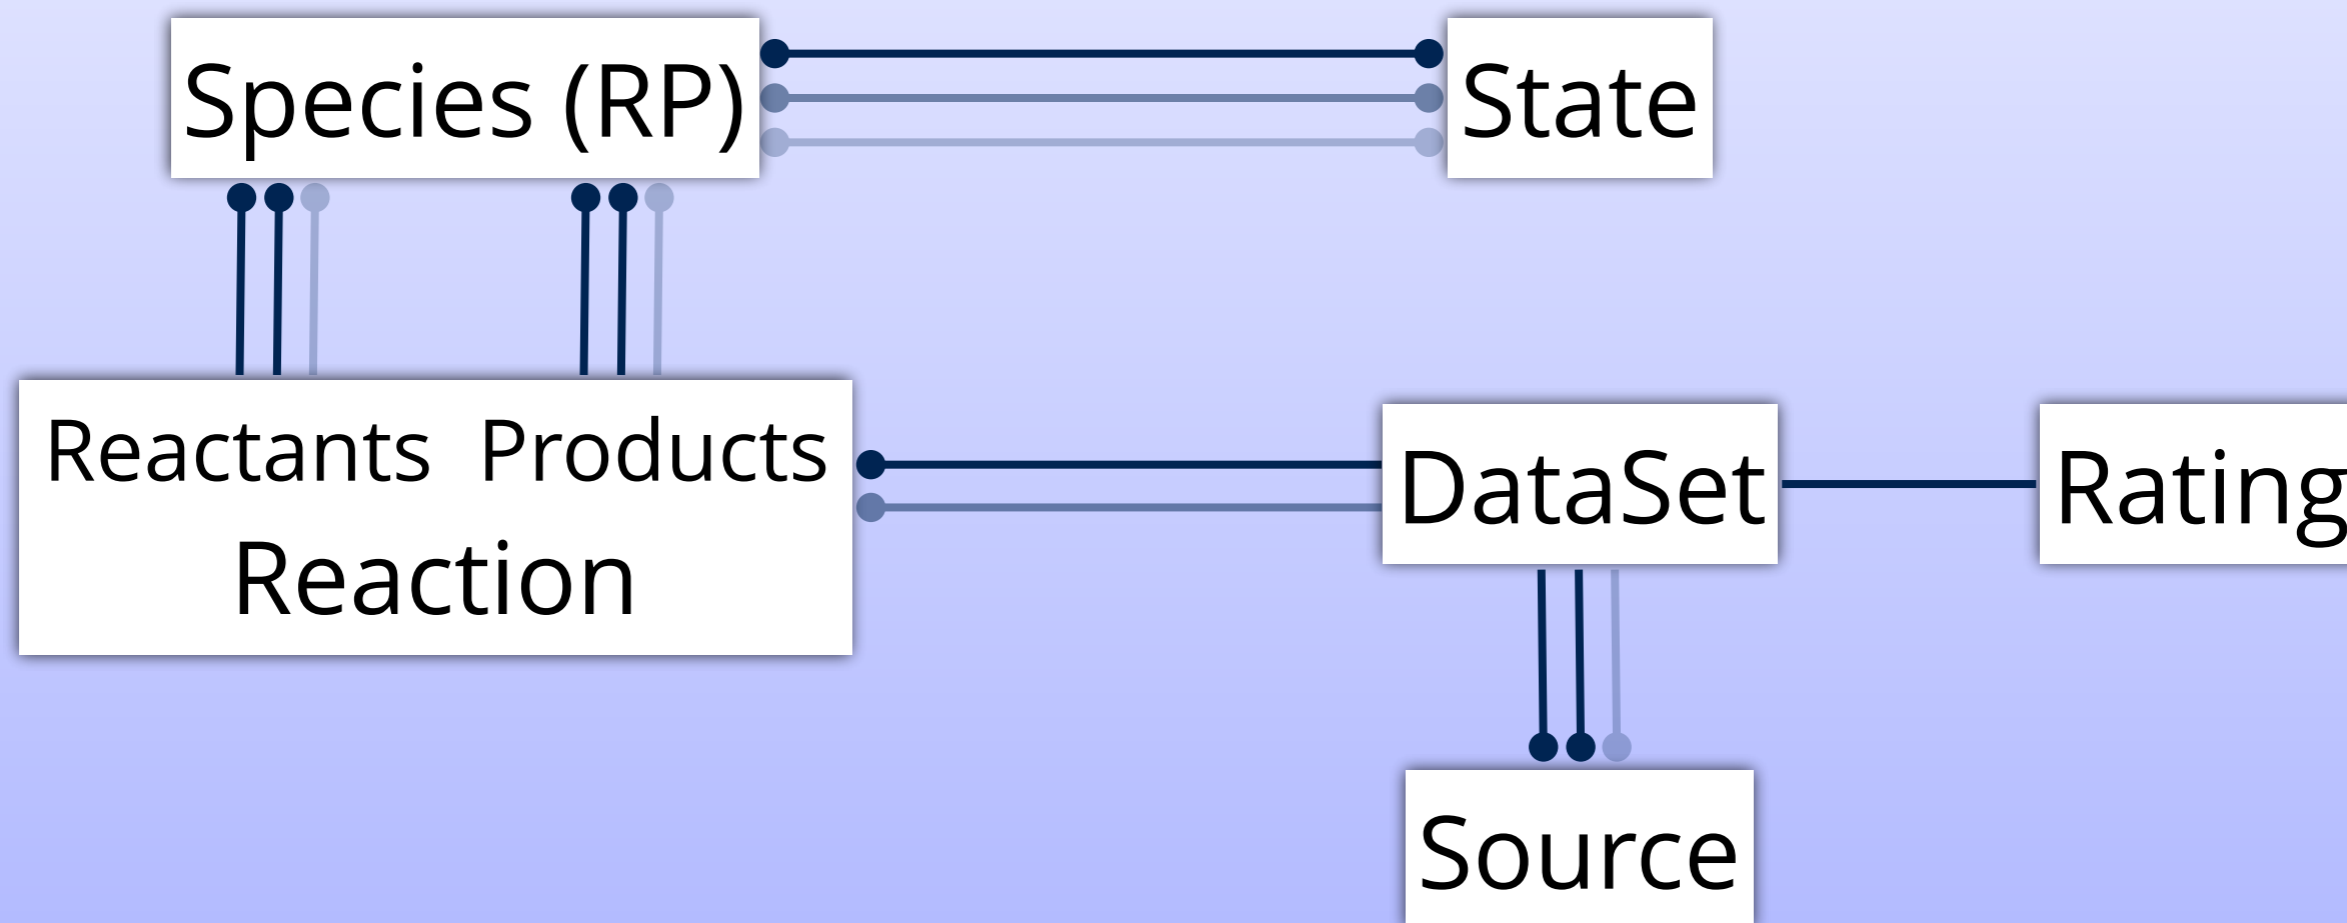 Species (RP)
State
Reactants Products
Reaction
DataSet
Rating
Source